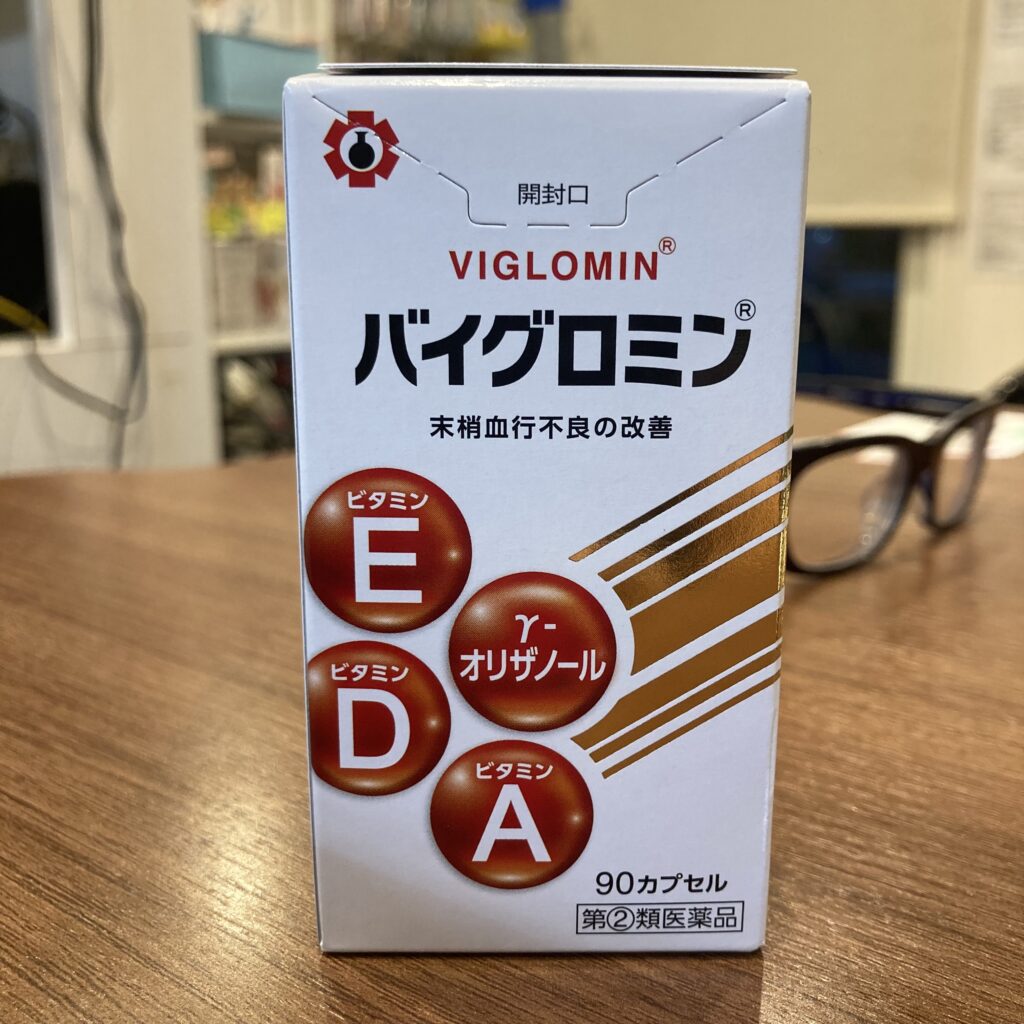 開封口
VIGLOMIN®
バイグロミン®
末梢血行不良の改善
ビタミン
E
γ-
オリザノール
ビタミン
D
ビタミン
A
90カプセル
第②類医薬品